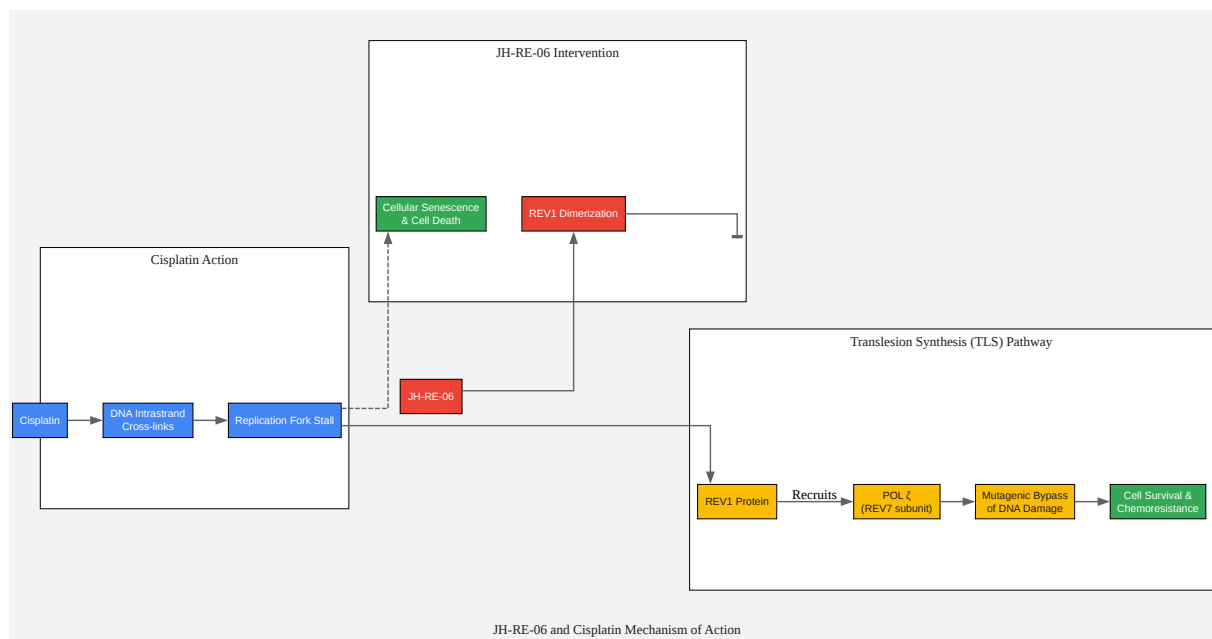 JH-RE-06 Intervention
Cellular Senescence
& Cell Death
REV1 Dimerization
Cisplatin Action
Cisplatin
DNA Intrastrand
Cross-links
Replication Fork Stall
JH-RE-06
Translesion Synthesis (TLS) Pathway
REV1 Protein
Recruits
POL ζ
(REV7 subunit)
Mutagenic Bypass
of DNA Damage
Cell Survival &
Chemoresistance
JH-RE-06 and Cisplatin Mechanism of Action